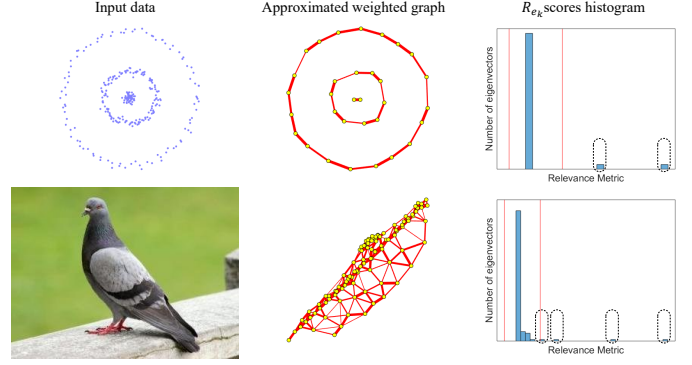 Input data
Approximated weighted graph
R_{e_k} scores histogram
Number of eigenvectors
Relevance Metric
Number of eigenvectors
Relevance Metric